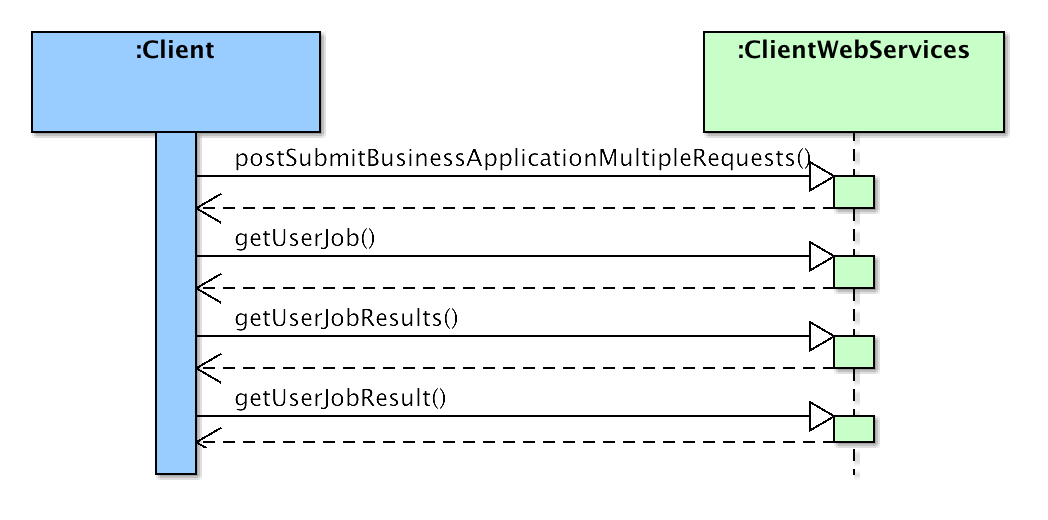 :Client
:ClientWebServices
postSubmitBusinessApplicationMultipleRequests()
getUserJob()
getUserJobResults()
getUserJobResult()